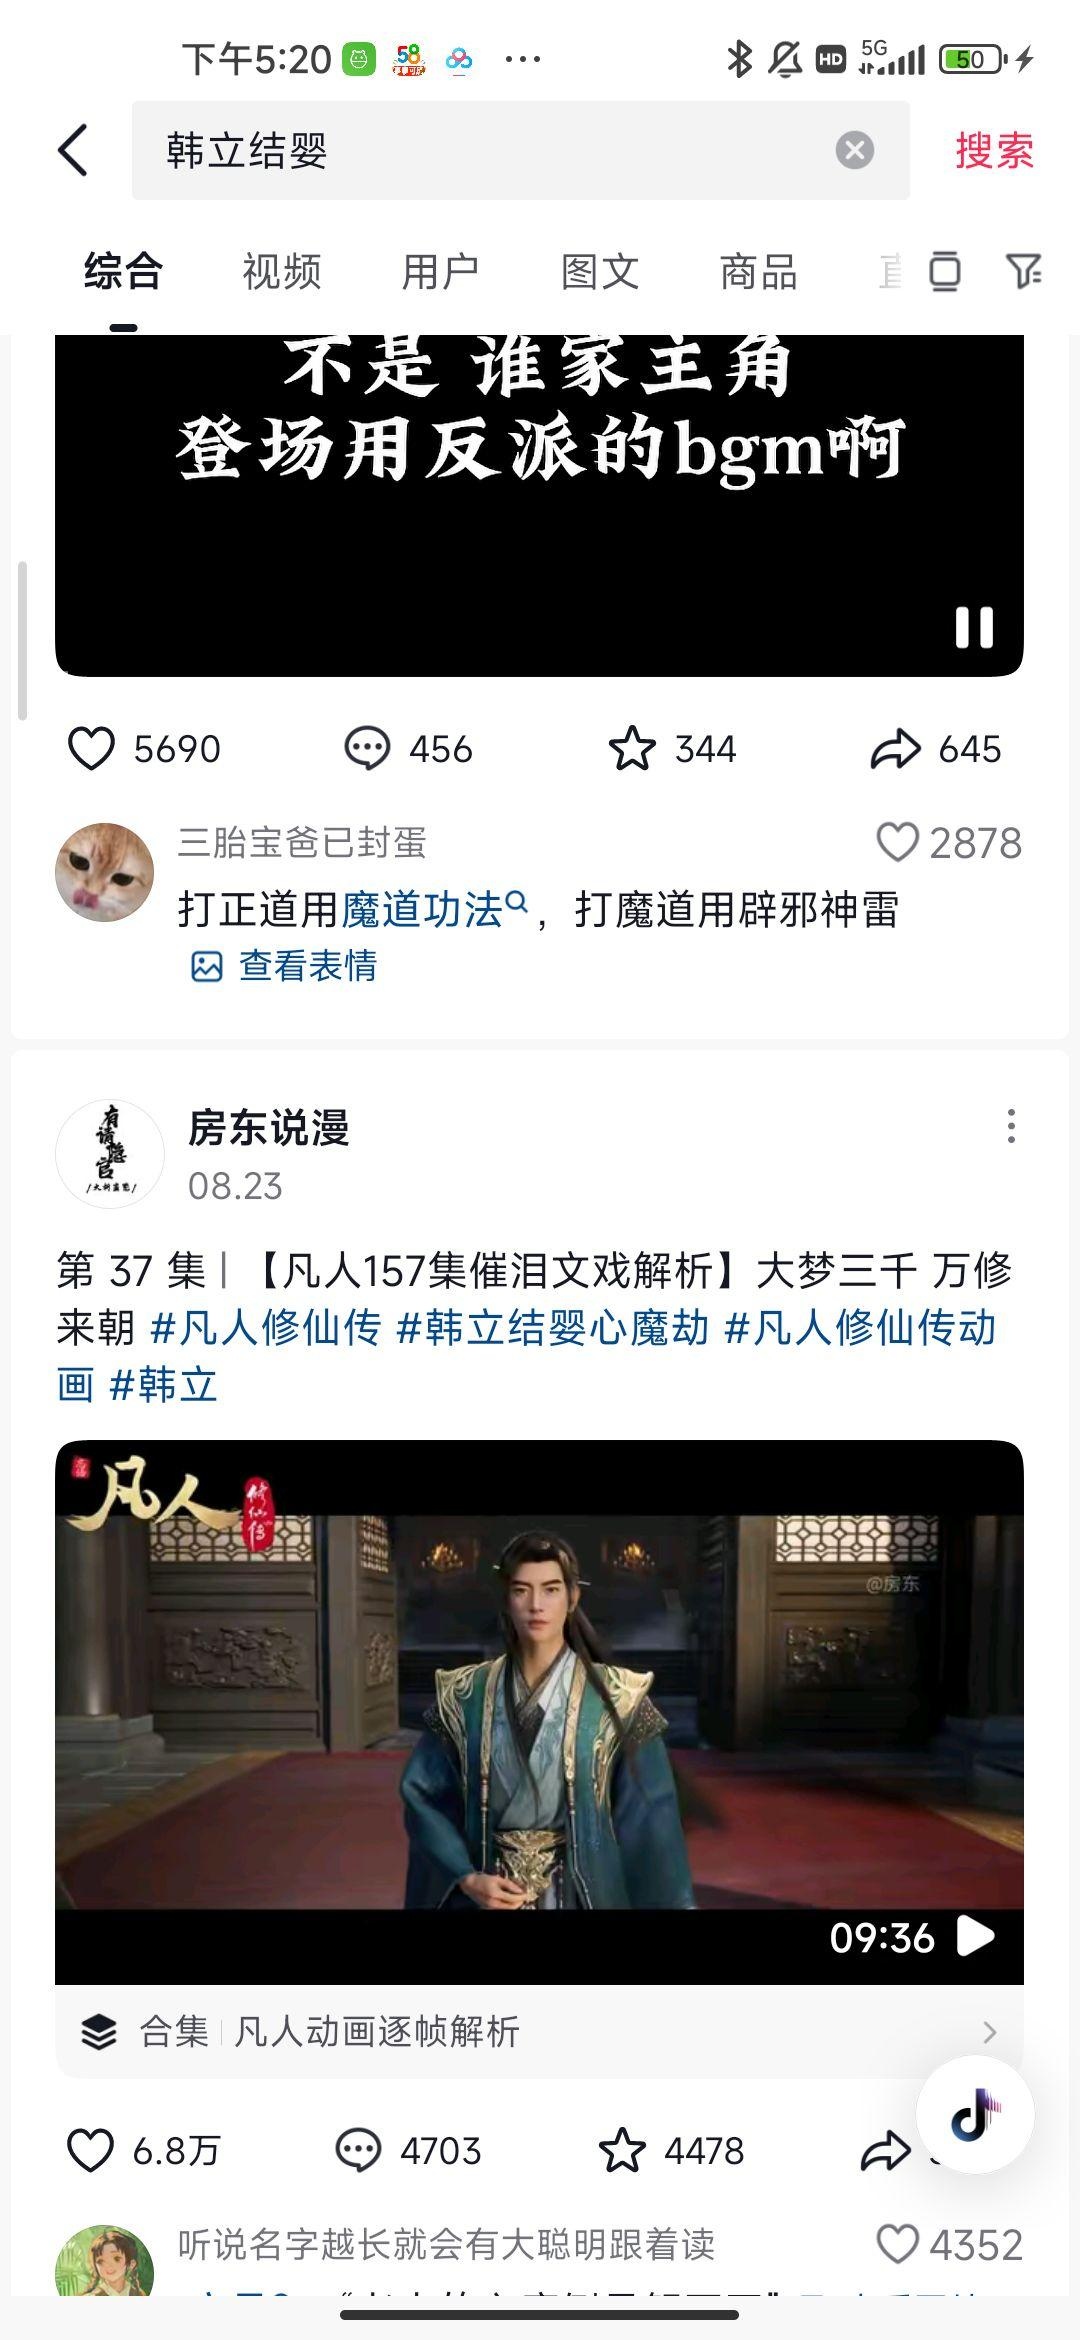 下午5:20
58
...
HD
5G
50
韩立结婴
搜索
综合
视频
用户
图文
商品
不是 谁家主角
登场用反派的bgm啊
5690
456
344
645
三胎宝爸已封蛋
2878
打正道用魔道功法，打魔道用辟邪神雷
查看表情
有请隐官
房东说漫
08.23
第 37 集 | 【凡人157集催泪文戏解析】大梦三千 万修
来朝 #凡人修仙传 #韩立结婴心魔劫 #凡人修仙传动
画 #韩立
凡人
修仙传
@房东
09:36
合集
凡人动画逐帧解析
6.8万
4703
4478
听说名字越长就会有大聪明跟着读
4352